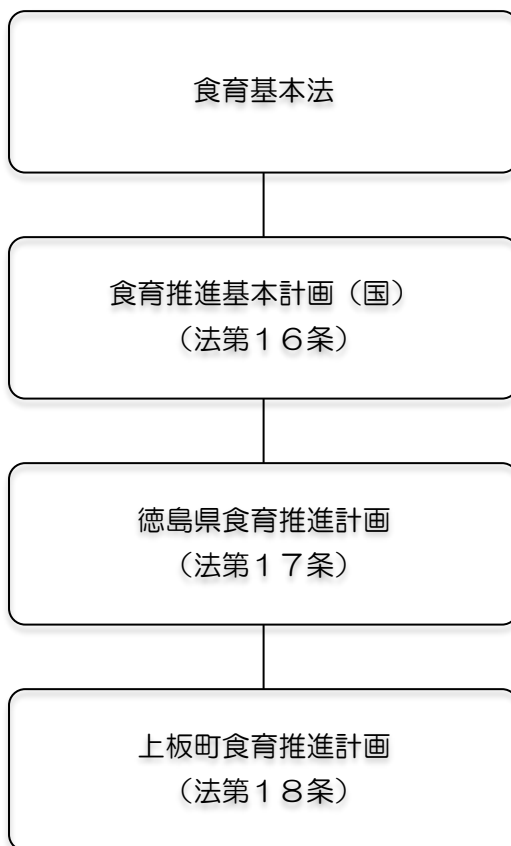 食育基本法
食育推進基本計画（国）
（法第１６条）
徳島県食育推進計画
（法第１７条）
上板町食育推進計画
（法第１８条）